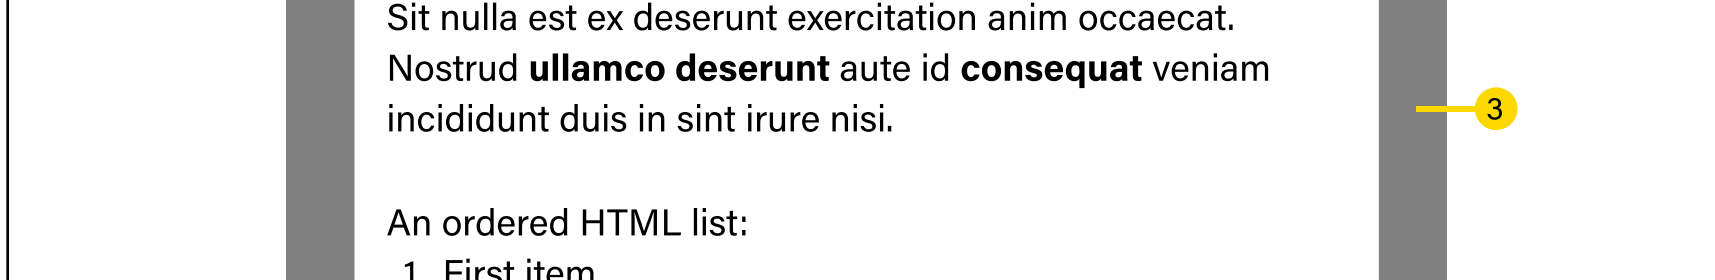 Sit nulla est ex deserunt exercitation anim occaecat.
Nostrud ullamco deserunt aute id consequat veniam
incididunt duis in sint irure nisi.
3
An ordered HTML list:
1. First item